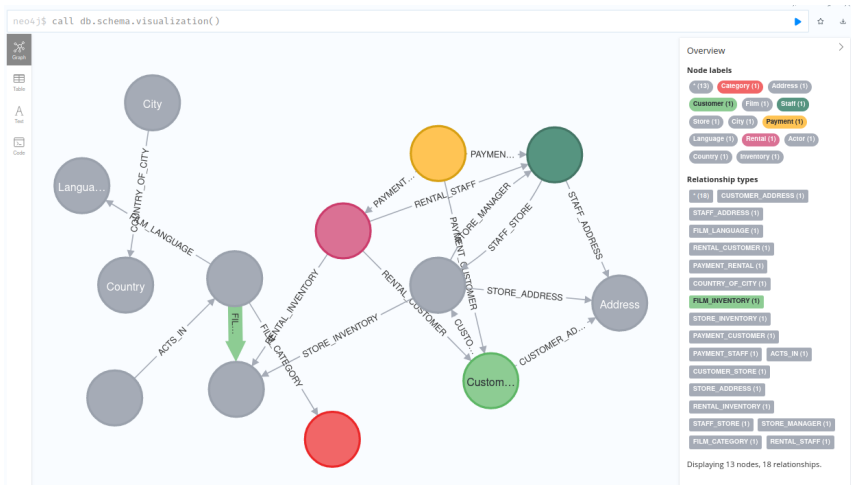 neo4j$ call db.schema.visualization()
Graph
Table
Text
Code
City
Langua...
Country
Address
Custom...
COUNTRY_OF_CITY
FILM_LANGUAGE
ACTS_IN
FIL...
FILM_CATEGORY
RENTAL_INVENTORY
STORE_INVENTORY
RENTAL_CUSTOMER
PAYMENT...
RENTAL_STAFF
PAYMEN...
PAYMENT_CUSTOMER
STORE_MANAGER
STAFF_STORE
STAFF_ADDRESS
STORE_ADDRESS
CUSTO...
CUSTOMER_AD...
Overview
Node labels
* (13) Category (1) Address (1)
Customer (1) Film (1) Staff (1)
Store (1) City (1) Payment (1)
Language (1) Rental (1) Actor (1)
Country (1) Inventory (1)
Relationship types
* (18) CUSTOMER_ADDRESS (1)
STAFF_ADDRESS (1)
FILM_LANGUAGE (1)
RENTAL_CUSTOMER (1)
PAYMENT_RENTAL (1)
COUNTRY_OF_CITY (1)
FILM_INVENTORY (1)
STORE_INVENTORY (1)
PAYMENT_CUSTOMER (1)
PAYMENT_STAFF (1) ACTS_IN (1)
CUSTOMER_STORE (1)
STORE_ADDRESS (1)
RENTAL_INVENTORY (1)
STAFF_STORE (1) STORE_MANAGER (1)
FILM_CATEGORY (1) RENTAL_STAFF (1)
Displaying 13 nodes, 18 relationships.